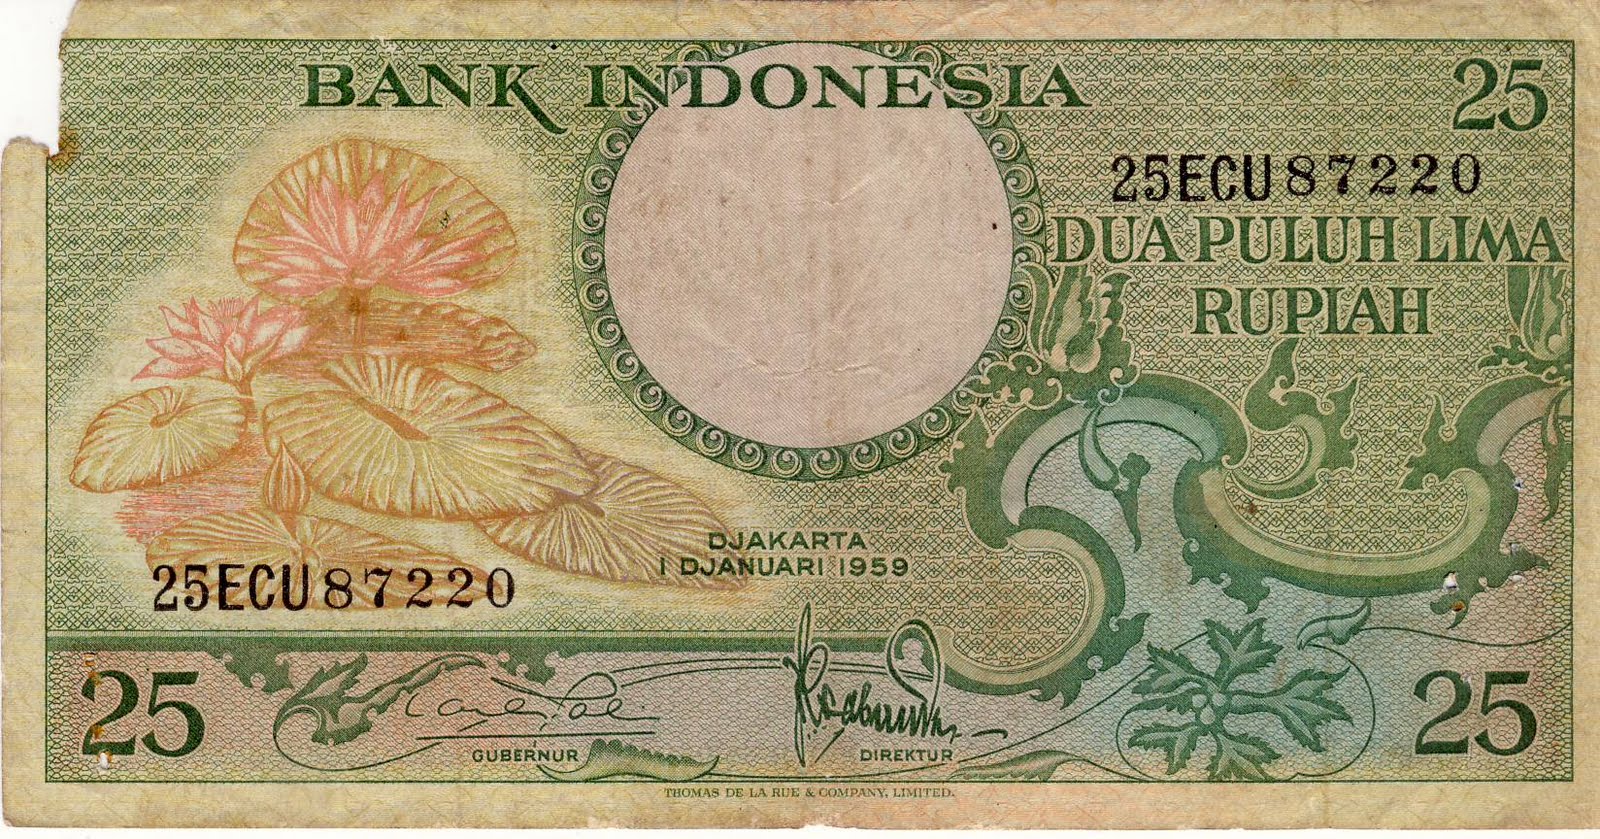 BANK INDONESIA
25
25ECU87220
DUA PULUH LIMA
RUPIAH
DJAKARTA
1 DJANUARI 1959
25ECU87220
25
GUBERNUR
DIREKTUR
25
THOMAS DE LA RUE & COMPANY, LIMITED.